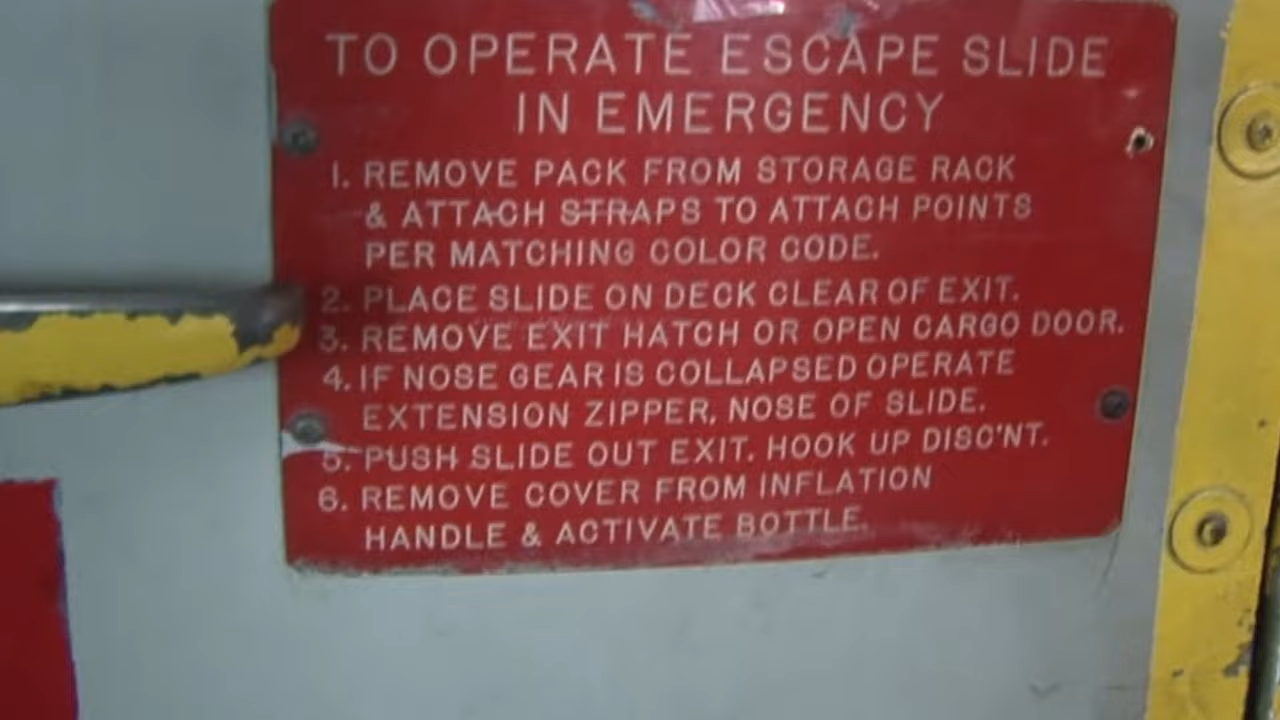 TO OPERATE ESCAPE SLIDE
IN EMERGENCY
1. REMOVE PACK FROM STORAGE RACK
& ATTACH STRAPS TO ATTACH POINTS
PER MATCHING COLOR CODE.
2. PLACE SLIDE ON DECK CLEAR OF EXIT.
3. REMOVE EXIT HATCH OR OPEN CARGO DOOR.
4. IF NOSE GEAR IS COLLAPSED OPERATE
EXTENSION ZIPPER, NOSE OF SLIDE.
5. PUSH SLIDE OUT EXIT. HOOK UP DISC'NT.
6. REMOVE COVER FROM INFLATION
HANDLE & ACTIVATE BOTTLE.